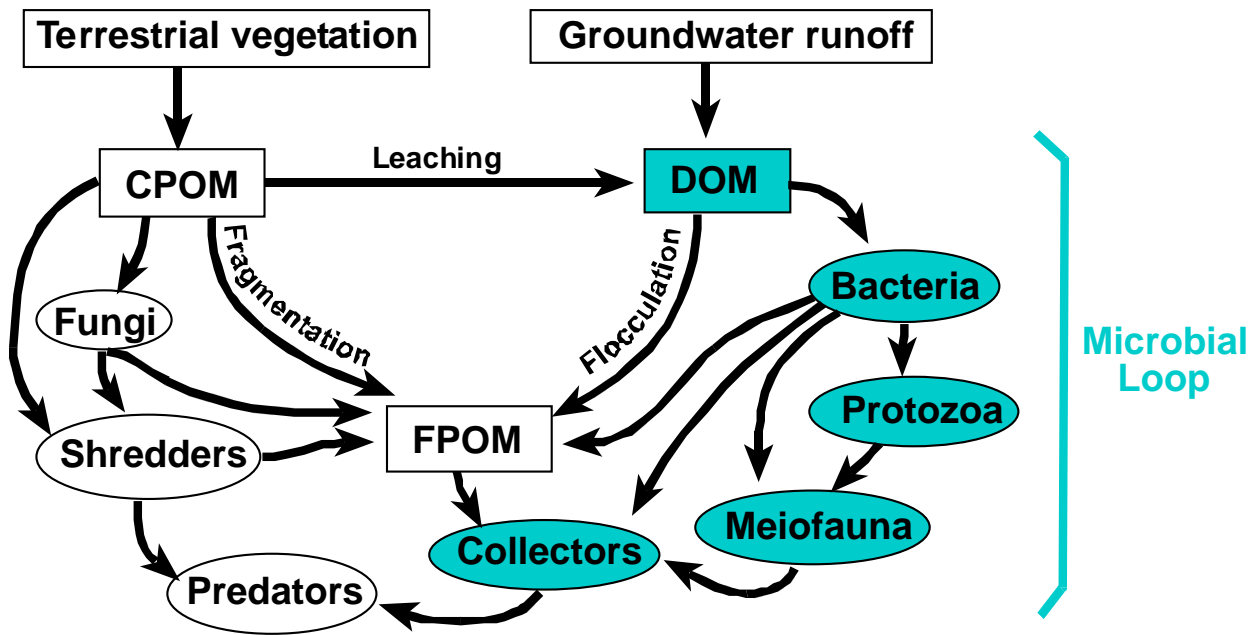 Terrestrial vegetation
Groundwater runoff
Leaching
CPOM
DOM
Fragmentation
Flocculation
Bacteria
Fungi
Microbial
Loop
Protozoa
Shredders
FPOM
Meiofauna
Collectors
Predators